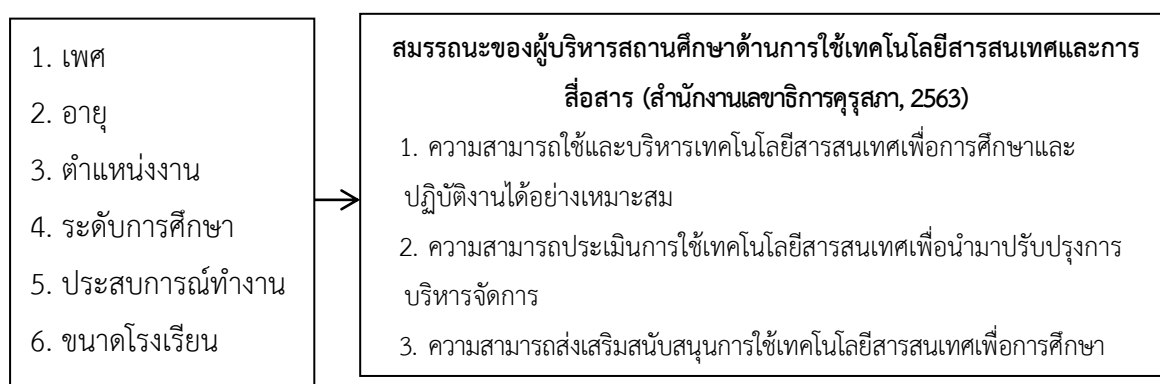 1. เพศ
2. อายุ
3. ตำแหน่งงาน
4. ระดับการศึกษา
5. ประสบการณ์ทำงาน
6. ขนาดโรงเรียน
สมรรถนะของผู้บริหารสถานศึกษาด้านการใช้เทคโนโลยีสารสนเทศและการ
สื่อสาร (สำนักงานเลขาธิการคุรุสภา, 2563)
1. ความสามารถใช้และบริหารเทคโนโลยีสารสนเทศเพื่อการศึกษาและ
ปฏิบัติงานได้อย่างเหมาะสม
2. ความสามารถประเมินการใช้เทคโนโลยีสารสนเทศเพื่อนำมาปรับปรุงการ
บริหารจัดการ
3. ความสามารถส่งเสริมสนับสนุนการใช้เทคโนโลยีสารสนเทศเพื่อการศึกษา